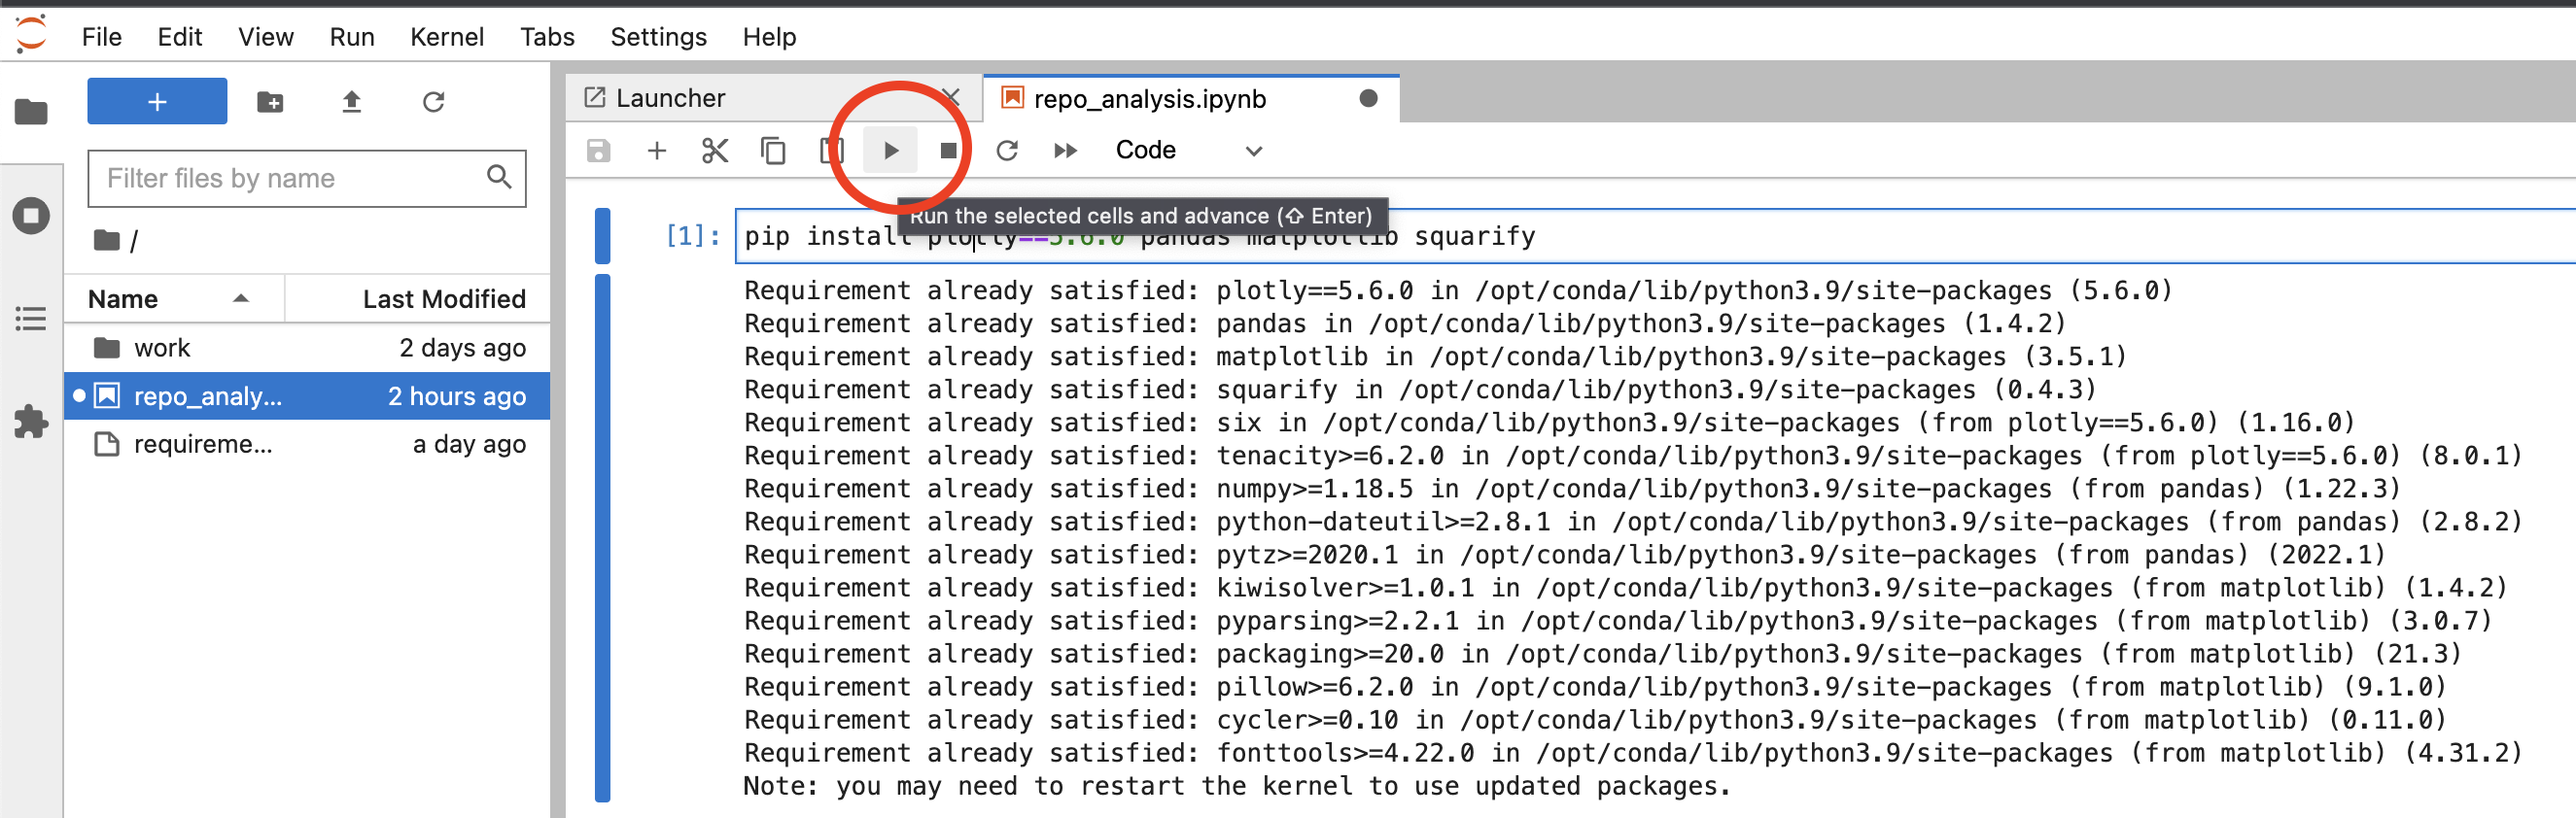 File Edit View Run Kernel Tabs Settings Help
Launcher
repo_analysis.ipynb
Code
Filter files by name
/
Name Last Modified
work 2 days ago
repo_analy... 2 hours ago
requireme... a day ago
Run the selected cells and advance (⇧ Enter)
[1]: pip install plotly==5.6.0 pandas matplotlib squarify
Requirement already satisfied: plotly==5.6.0 in /opt/conda/lib/python3.9/site-packages (5.6.0)
Requirement already satisfied: pandas in /opt/conda/lib/python3.9/site-packages (1.4.2)
Requirement already satisfied: matplotlib in /opt/conda/lib/python3.9/site-packages (3.5.1)
Requirement already satisfied: squarify in /opt/conda/lib/python3.9/site-packages (0.4.3)
Requirement already satisfied: six in /opt/conda/lib/python3.9/site-packages (from plotly==5.6.0) (1.16.0)
Requirement already satisfied: tenacity>=6.2.0 in /opt/conda/lib/python3.9/site-packages (from plotly==5.6.0) (8.0.1)
Requirement already satisfied: numpy>=1.18.5 in /opt/conda/lib/python3.9/site-packages (from pandas) (1.22.3)
Requirement already satisfied: python-dateutil>=2.8.1 in /opt/conda/lib/python3.9/site-packages (from pandas) (2.8.2)
Requirement already satisfied: pytz>=2020.1 in /opt/conda/lib/python3.9/site-packages (from pandas) (2022.1)
Requirement already satisfied: kiwisolver>=1.0.1 in /opt/conda/lib/python3.9/site-packages (from matplotlib) (1.4.2)
Requirement already satisfied: pyparsing>=2.2.1 in /opt/conda/lib/python3.9/site-packages (from matplotlib) (3.0.7)
Requirement already satisfied: packaging>=20.0 in /opt/conda/lib/python3.9/site-packages (from matplotlib) (21.3)
Requirement already satisfied: pillow>=6.2.0 in /opt/conda/lib/python3.9/site-packages (from matplotlib) (9.1.0)
Requirement already satisfied: cycler>=0.10 in /opt/conda/lib/python3.9/site-packages (from matplotlib) (0.11.0)
Requirement already satisfied: fonttools>=4.22.0 in /opt/conda/lib/python3.9/site-packages (from matplotlib) (4.31.2)
Note: you may need to restart the kernel to use updated packages.